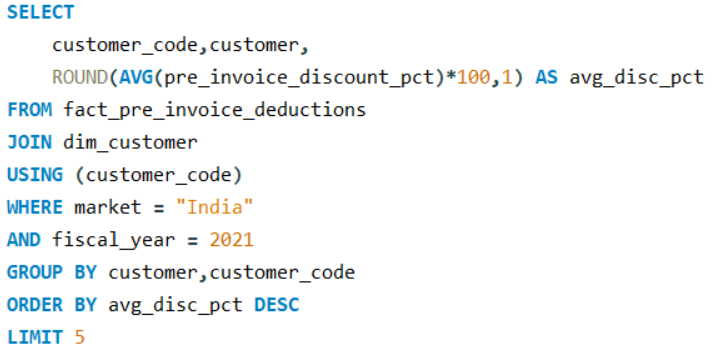 SELECT
    customer_code,customer,
    ROUND(AVG(pre_invoice_discount_pct)*100,1) AS avg_disc_pct
FROM fact_pre_invoice_deductions
JOIN dim_customer
USING (customer_code)
WHERE market = "India"
AND fiscal_year = 2021
GROUP BY customer,customer_code
ORDER BY avg_disc_pct DESC
LIMIT 5